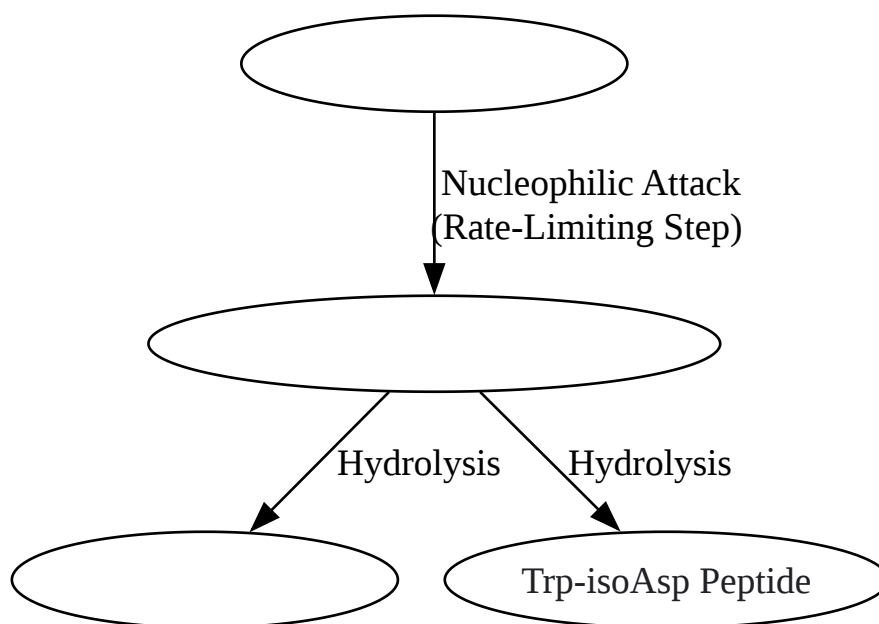 Nucleophilic Attack
(Rate-Limiting Step)
Hydrolysis
Hydrolysis
Trp-isoAsp Peptide